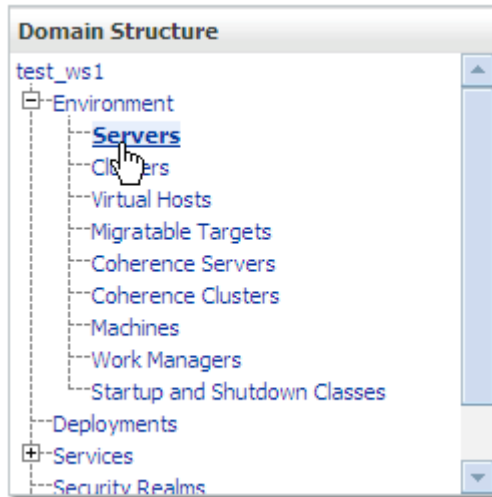 Domain Structure
test_ws1
Environment
Servers
Clusters
Virtual Hosts
Migratable Targets
Coherence Servers
Coherence Clusters
Machines
Work Managers
Startup and Shutdown Classes
Deployments
Services
Security Realms